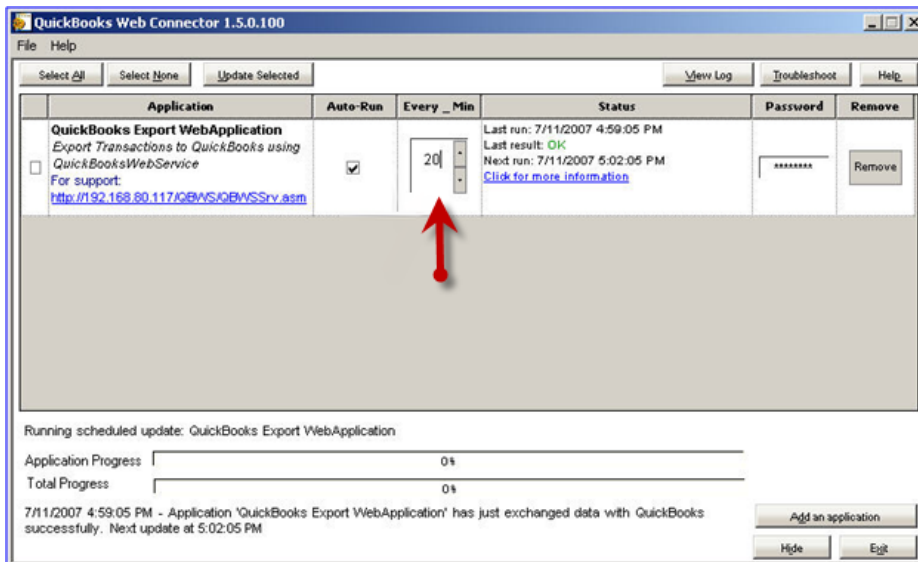 QuickBooks Web Connector 1.5.0.100
File Help
Select All Select None Update Selected View Log Troubleshoot Help
Application Auto-Run Every _ Min Status Password Remove
QuickBooks Export WebApplication
Export Transactions to QuickBooks using
QuickBooksWebService
For support:
http://192.168.80.117/QBWS/QBWSSrv.asm
20
Last run: 7/11/2007 4:59:05 PM
Last result: OK
Next run: 7/11/2007 5:02:05 PM
Click for more information
********
Remove
Running scheduled update: QuickBooks Export WebApplication
Application Progress 0%
Total Progress 0%
7/11/2007 4:59:05 PM - Application 'QuickBooks Export WebApplication' has just exchanged data with QuickBooks
successfully. Next update at 5:02:05 PM
Add an application
Hide Exit